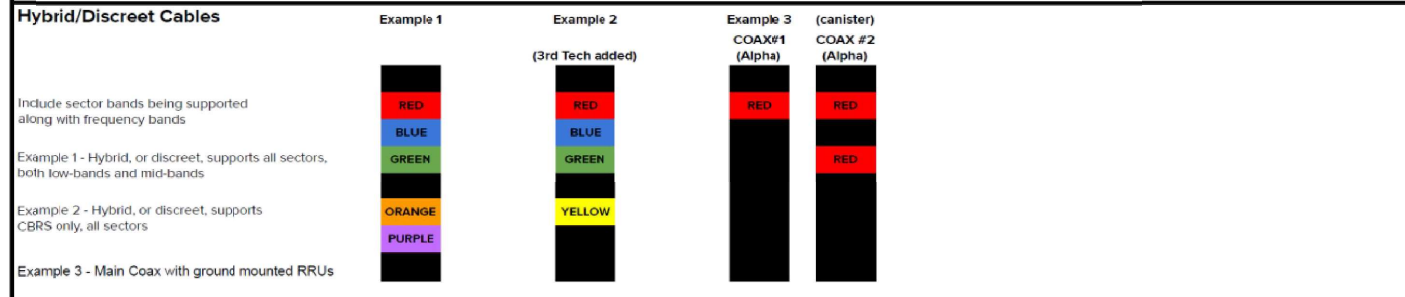 Hybrid/Discreet Cables
Example 1
Example 2
Example 3
(canister)
(3rd Tech added)
COAX#1
(Alpha)
COAX #2
(Alpha)
Include sector bands being supported
along with frequency bands
RED
RED
RED
RED
BLUE
BLUE
Example 1 - Hybrid, or discreet, supports all sectors,
both low-bands and mid-bands
GREEN
GREEN
RED
Example 2 - Hybrid, or discreet, supports
CBRS only, all sectors
ORANGE
YELLOW
PURPLE
Example 3 - Main Coax with ground mounted RRUs